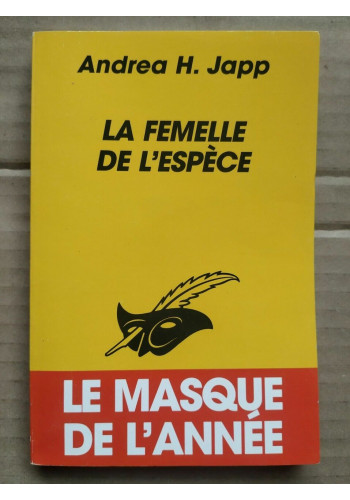 Andrea H. Japp
LA FEMELLE
DE L'ESPÈCE
LE MASQUE
DE L'ANNÉE